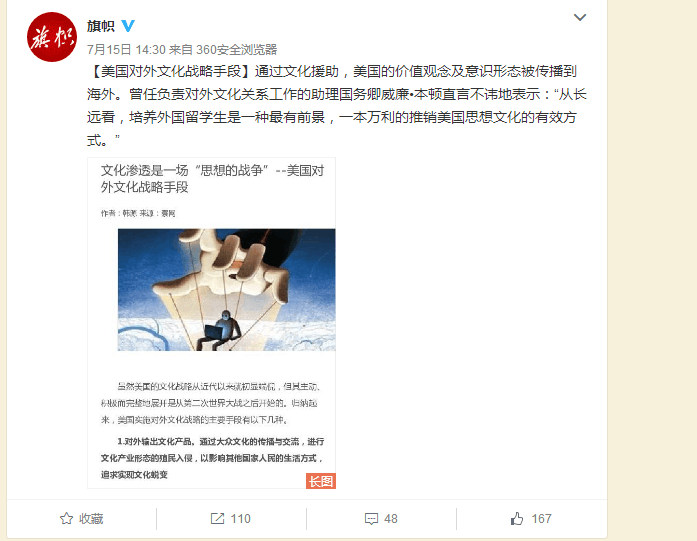 旗帜
旗帜
7月15日 14:30 来自 360安全浏览器
【美国对外文化战略手段】通过文化援助，美国的价值观念及意识形态被传播到
海外。曾任负责对外文化关系工作的助理国务卿威廉·本顿直言不讳地表示：“从长
远看，培养外国留学生是一种最有前景，一本万利的推销美国思想文化的有效方
式。”
文化渗透是一场“思想的战争”--美国对
外文化战略手段
作者：韩源 来源：察网
虽然美国的文化战略从近代以来就初显端倪，但其主动、
积极而完整地展开是从第二次世界大战之后开始的。归纳起
来，美国实施对外文化战略的主要手段有以下几种。
1.对外输出文化产品。通过大众文化的传播与交流，进行
文化产业形态的殖民入侵，以影响其他国家人民的生活方式，
追求实现文化蜕变
长图
收藏
110
48
167